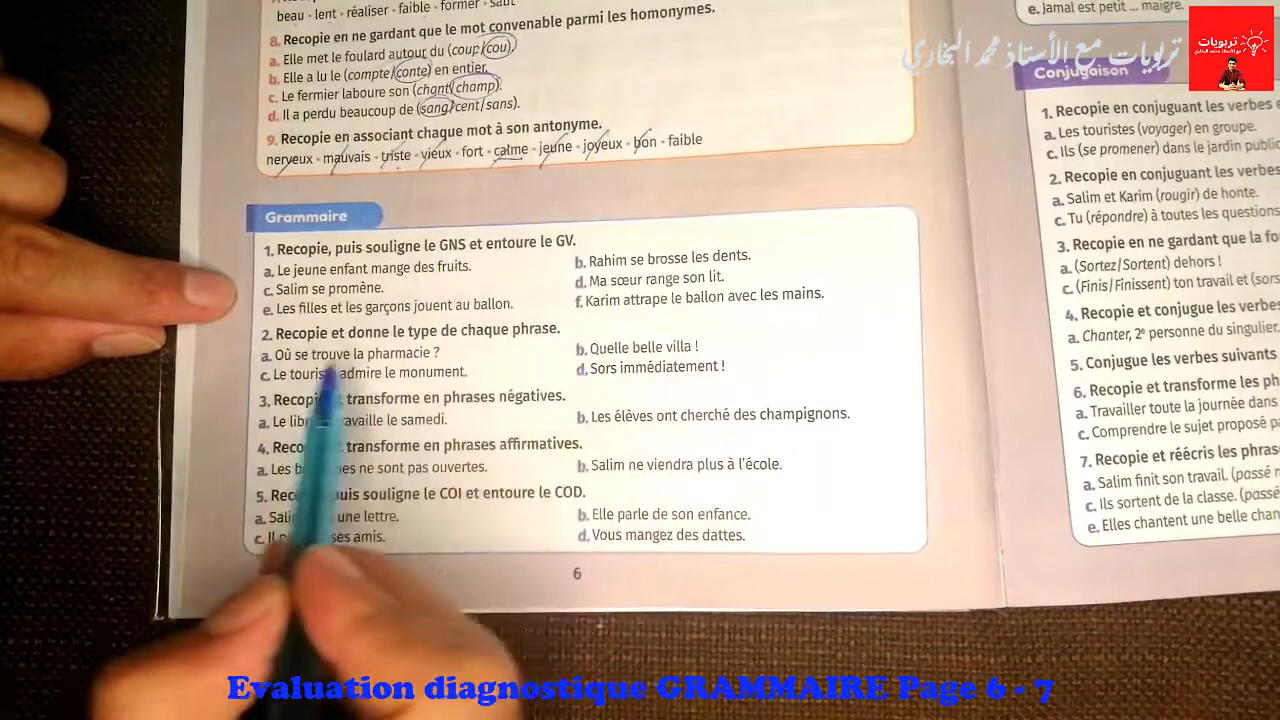 beau - lent - réaliser - faible - former - saut
8. Recopie en ne gardant que le mot convenable parmi les homonymes.
a. Elle met le foulard autour du (coup/cou).
b. Elle a lu le (compte/conte) en entier.
c. Le fermier laboure son (chant/champ).
d. Il a perdu beaucoup de (sang/cent/sans).
9. Recopie en associant chaque mot à son antonyme.
nerveux - mauvais - triste - vieux - fort - calme - jeune - joyeux - bon - faible
Grammaire
1. Recopie, puis souligne le GNS et entoure le GV.
a. Le jeune enfant mange des fruits.
b. Rahim se brosse les dents.
c. Salim se promène.
d. Ma sœur range son lit.
e. Les filles et les garçons jouent au ballon.
f. Karim attrape le ballon avec les mains.
2. Recopie et donne le type de chaque phrase.
a. Où se trouve la pharmacie ?
b. Quelle belle villa !
c. Le touriste admire le monument.
d. Sors immédiatement !
3. Recopie transforme en phrases négatives.
a. Le travaille le samedi.
b. Les élèves ont cherché des champignons.
4. transforme en phrases affirmatives.
a. Les ne sont pas ouvertes.
b. Salim ne viendra plus à l'école.
5. puis souligne le COI et entoure le COD.
a. une lettre.
b. Elle parle de son enfance.
c. Il ses amis.
d. Vous mangez des dattes.
6
e. Jamal est petit ... maigre.
تربويات مع الأستاذ محمد البخاري
تربويات
Conjugaison
1. Recopie en conjuguant les verbes
a. Les touristes (voyager) en groupe.
c. Ils (se promener) dans le jardin public
2. Recopie en conjuguant les verbes
a. Salim et Karim (rougir) de honte.
c. Tu (répondre) à toutes les questions
3. Recopie en ne gardant que la
a. (Sortez/Sortent) dehors !
c. (Finis/Finissent) ton travail et (sors
4. Recopie et conjugue les verbes
a. Chanter, 2e personne du singulier.
5. Conjugue les verbes suivants
6. Recopie et transforme les
a. Travailler toute la journée dans
c. Comprendre le sujet proposé
7. Recopie et réécris les
a. Salim finit son travail. (passé
c. Ils sortent de la classe. (passé
e. Elles chantent une belle
Evaluation diagnostique GRAMMAIRE Page 6 - 7